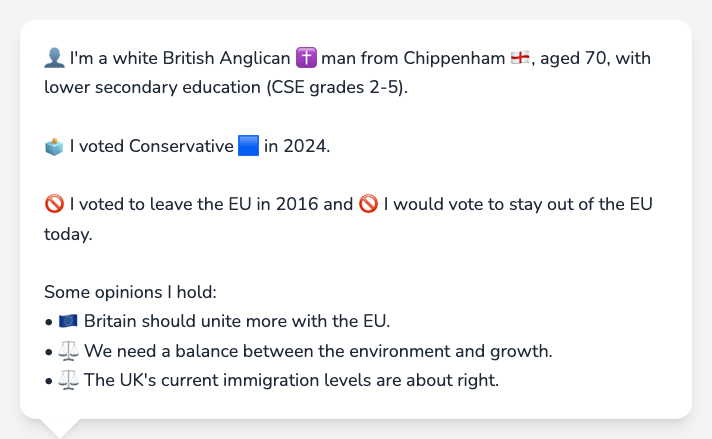 👤 I'm a white British Anglican ✝️ man from Chippenham 🏴󠁧󠁢󠁥󠁮󠁧󠁿, aged 70, with
lower secondary education (CSE grades 2-5).
🗳️ I voted Conservative 🟦 in 2024.
🚫 I voted to leave the EU in 2016 and 🚫 I would vote to stay out of the EU
today.
Some opinions I hold:
• 🇪🇺 Britain should unite more with the EU.
• ⚖️ We need a balance between the environment and growth.
• ⚖️ The UK's current immigration levels are about right.